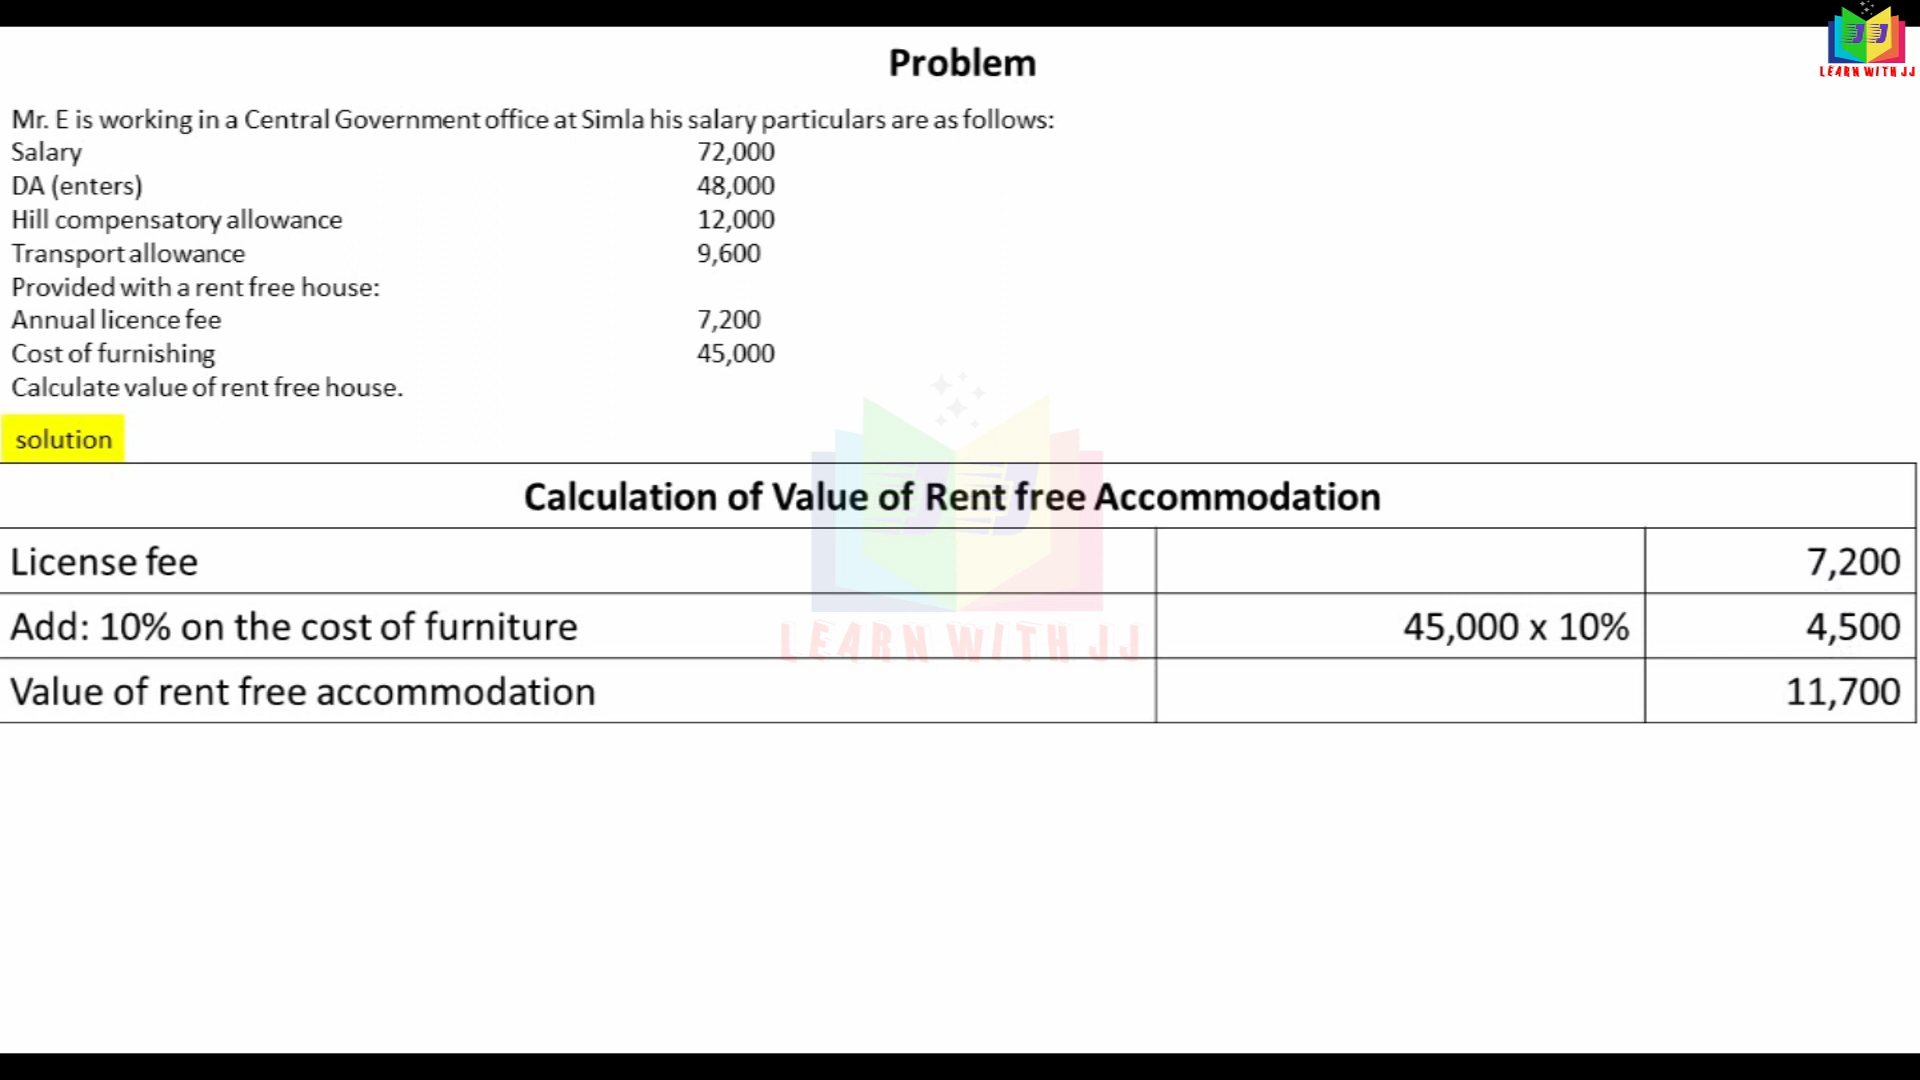 Problem
LEARN WITH JJ
Mr. E is working in a Central Government office at Simla his salary particulars are as follows:
Salary 72,000
DA (enters) 48,000
Hill compensatory allowance 12,000
Transport allowance 9,600
Provided with a rent free house:
Annual licence fee 7,200
Cost of furnishing 45,000
Calculate value of rent free house.
solution
Calculation of Value of Rent free Accommodation
License fee 7,200
Add: 10% on the cost of furniture 45,000 x 10% 4,500
LEARN WITH JJ
Value of rent free accommodation 11,700